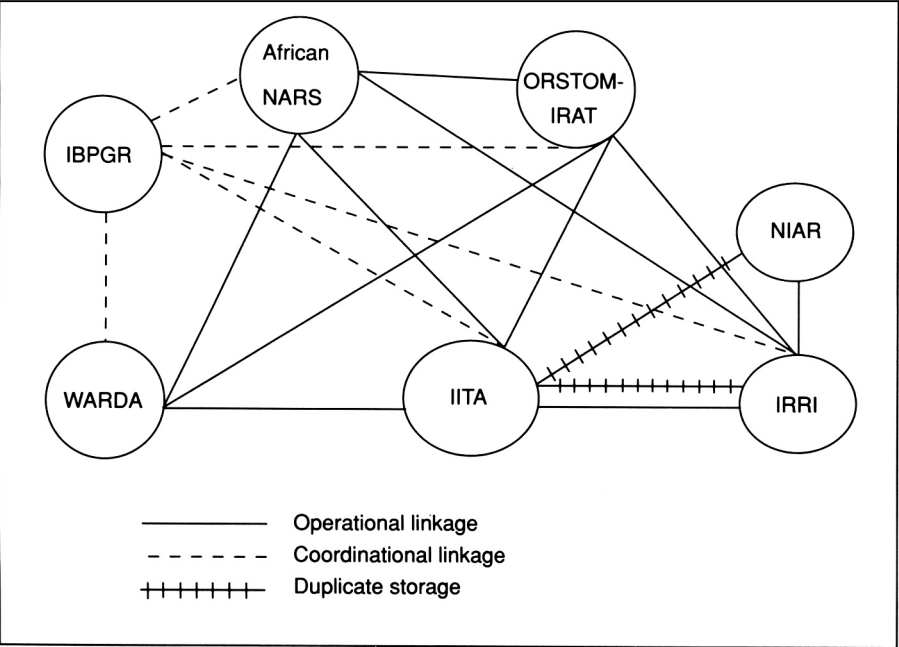 African
NARS
ORSTOM-
IRAT
IBPGR
NIAR
WARDA
IITA
IRRI
Operational linkage
Coordinational linkage
Duplicate storage